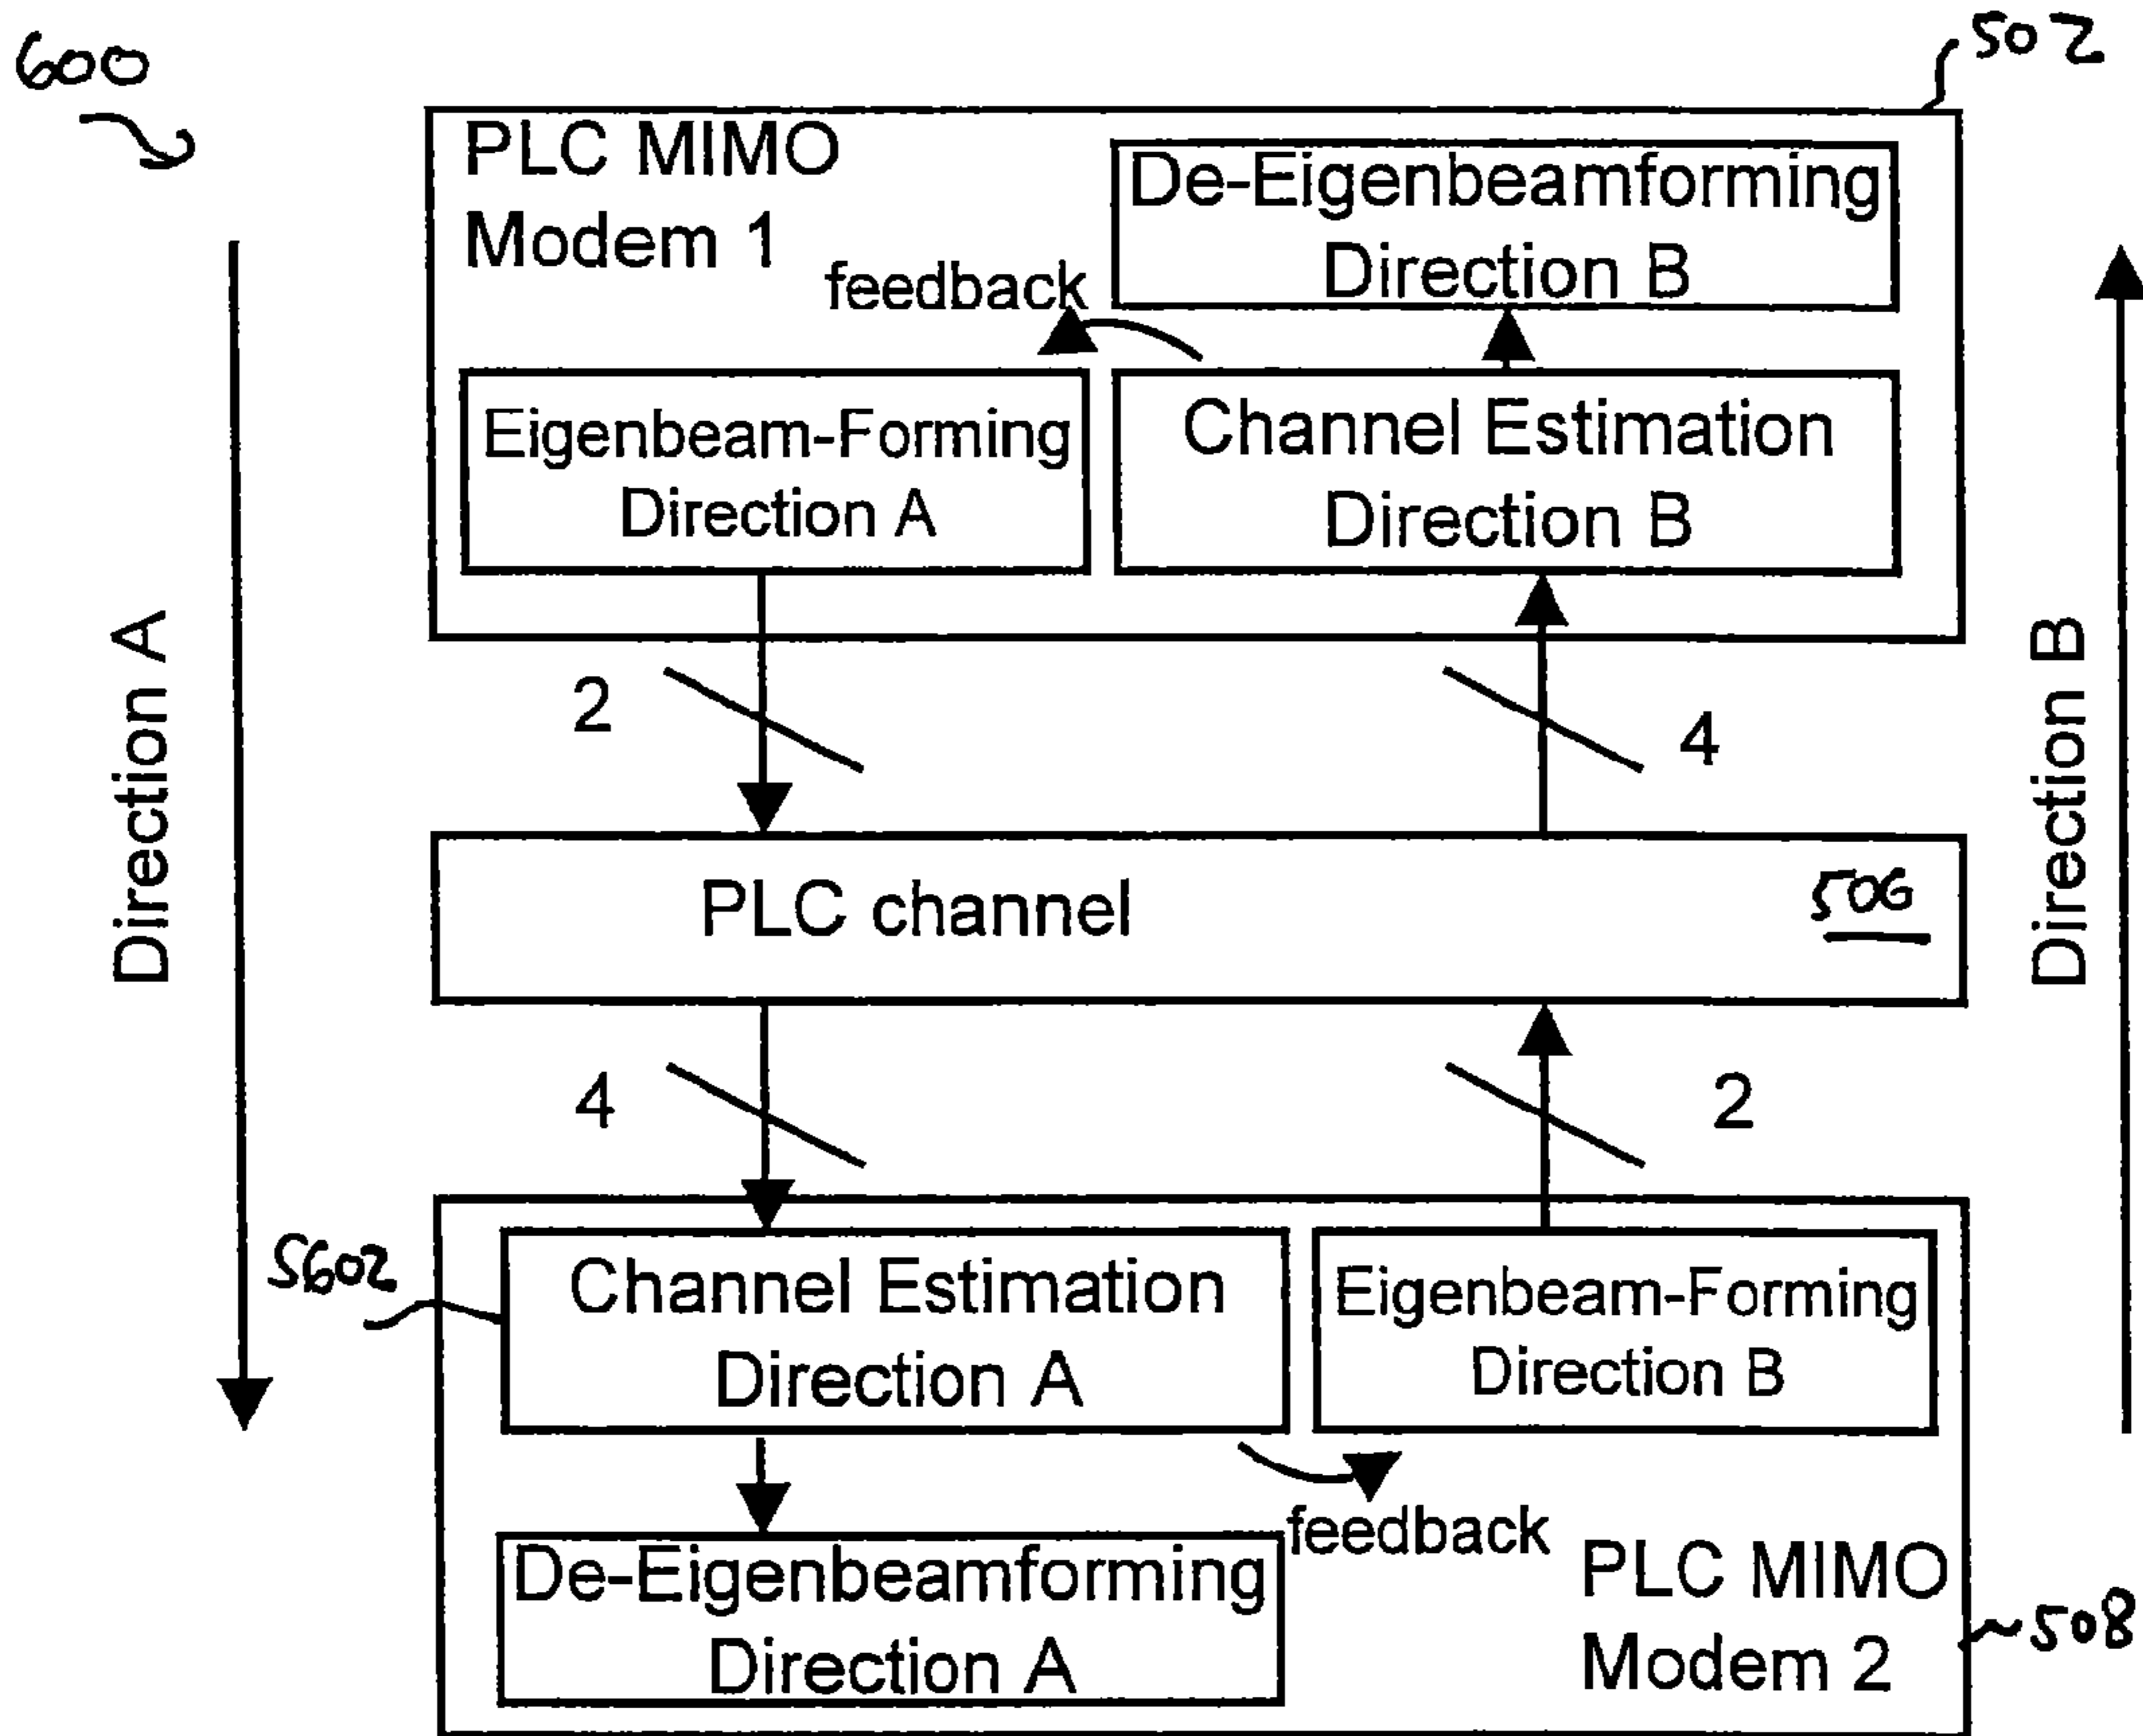 600
502
PLC MIMO
Modem 1
De-Eigenbeamforming
Direction B
feedback
Eigenbeam-Forming
Direction A
Channel Estimation
Direction B
2
4
Direction A
Direction B
PLC channel
506
4
2
S602
Channel Estimation
Direction A
Eigenbeam-Forming
Direction B
feedback
De-Eigenbeamforming
Direction A
PLC MIMO
Modem 2
508